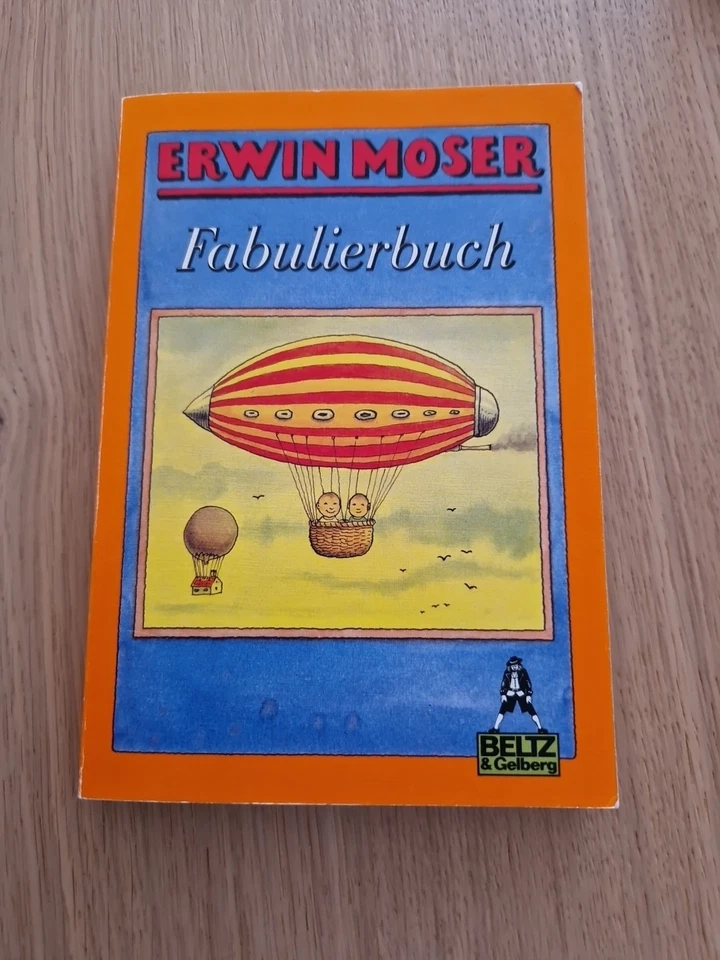 ERWIN MOSER
Fabulierbuch
BELTZ
& Gelberg